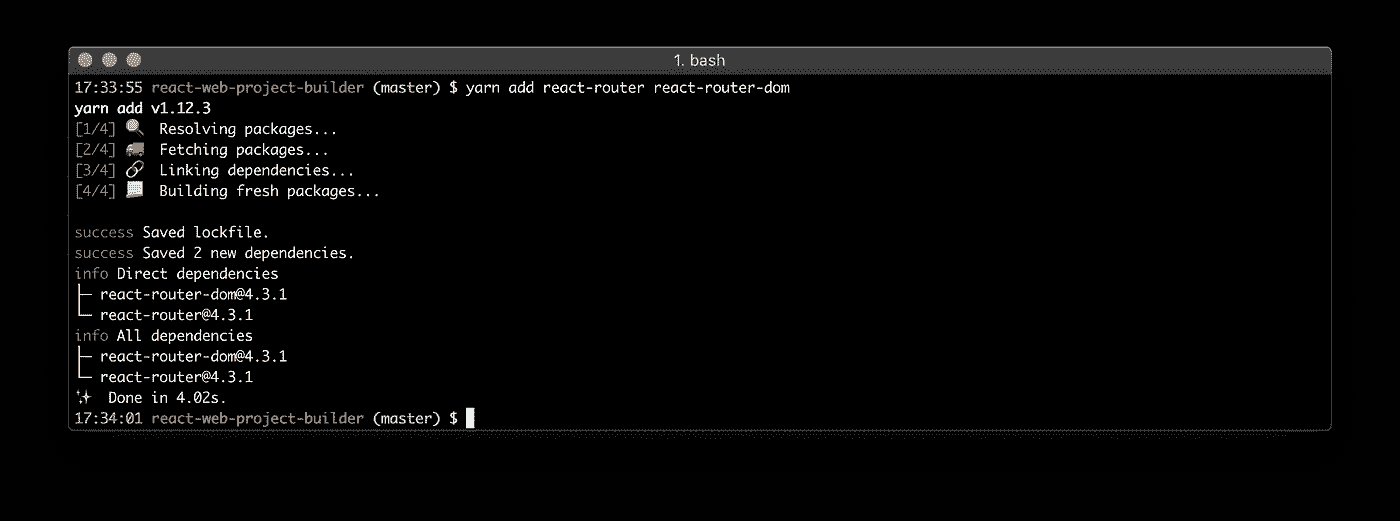 1. bash
17:33:55 react-web-project-builder (master) $ yarn add react-router react-router-dom
yarn add v1.12.3
[1/4] 🔍 Resolving packages...
[2/4] 🚚 Fetching packages...
[3/4] 🔗 Linking dependencies...
[4/4] 📃 Building fresh packages...
success Saved lockfile.
success Saved 2 new dependencies.
info Direct dependencies
├─ react-router-dom@4.3.1
└─ react-router@4.3.1
info All dependencies
├─ react-router-dom@4.3.1
└─ react-router@4.3.1
✨ Done in 4.02s.
17:34:01 react-web-project-builder (master) $